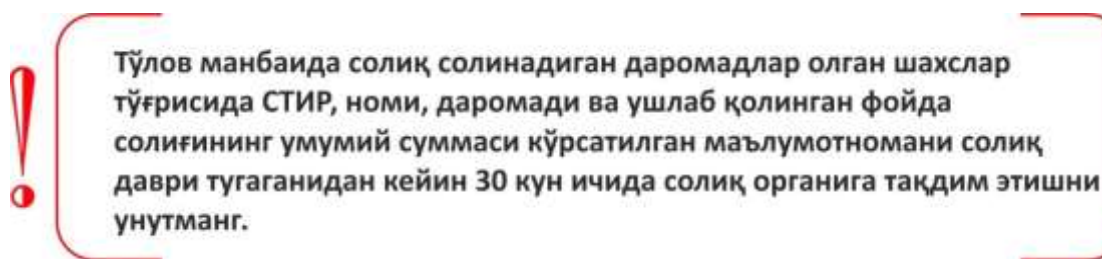 Тўлов манбаида солиқ солинадиган даромадлар олган шахслар
тўғрисида СТИР, номи, даромади ва ушлаб қолинган фойда
солиғининг умумий суммаси кўрсатилган маълумотномани солиқ
даври тугаганидан кейин 30 кун ичида солиқ органига тақдим этишни
унутманг.